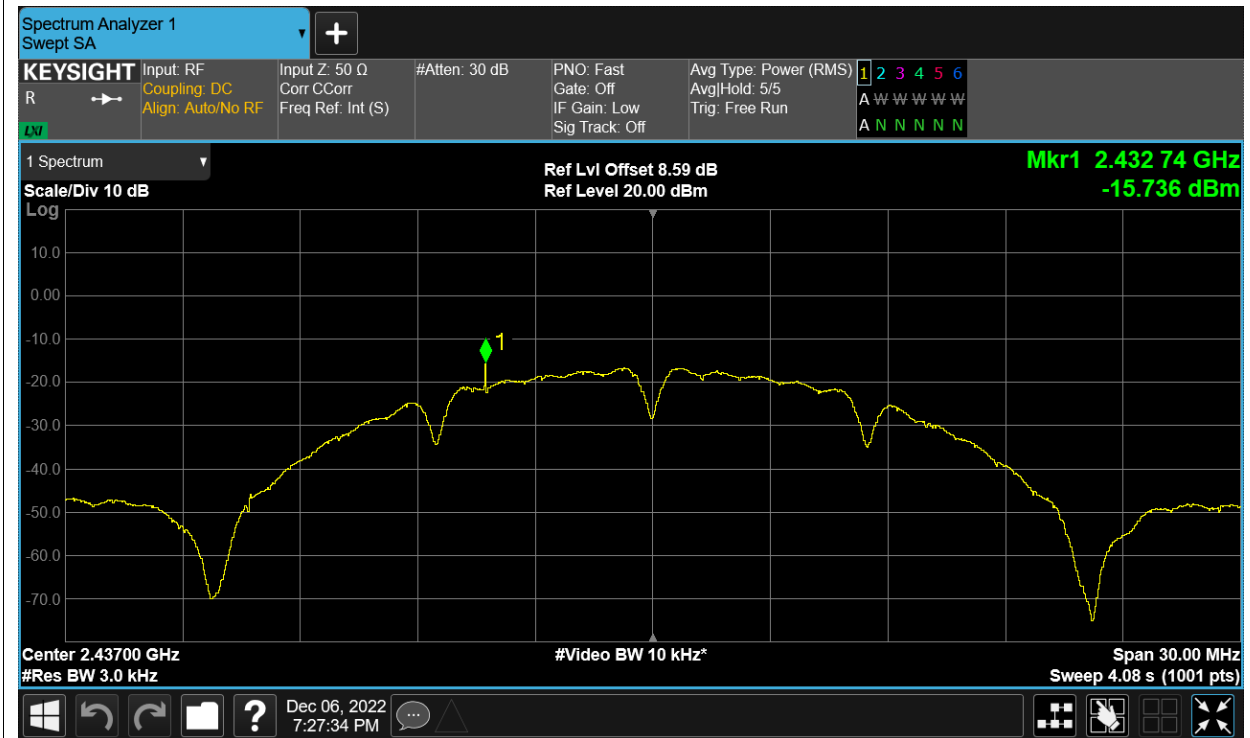 Spectrum Analyzer 1
Swept SA
KEYSIGHT
R
LXI
Input: RF
Coupling: DC
Align: Auto/No RF
Input Z: 50 Ω
Corr CCorr
Freq Ref: Int (S)
#Atten: 30 dB
PNO: Fast
Gate: Off
IF Gain: Low
Sig Track: Off
Avg Type: Power (RMS)
Avg|Hold: 5/5
Trig: Free Run
1 2 3 4 5 6
A W W W W W
A N N N N N
1 Spectrum
Scale/Div 10 dB
Log
Ref Lvl Offset 8.59 dB
Ref Level 20.00 dBm
Mkr1 2.432 74 GHz
-15.736 dBm
10.0
0.00
-10.0
1
-20.0
-30.0
-40.0
-50.0
-60.0
-70.0
Center 2.43700 GHz
#Video BW 10 kHz*
Span 30.00 MHz
#Res BW 3.0 kHz
Sweep 4.08 s (1001 pts)
?
Dec 06, 2022
7:27:34 PM